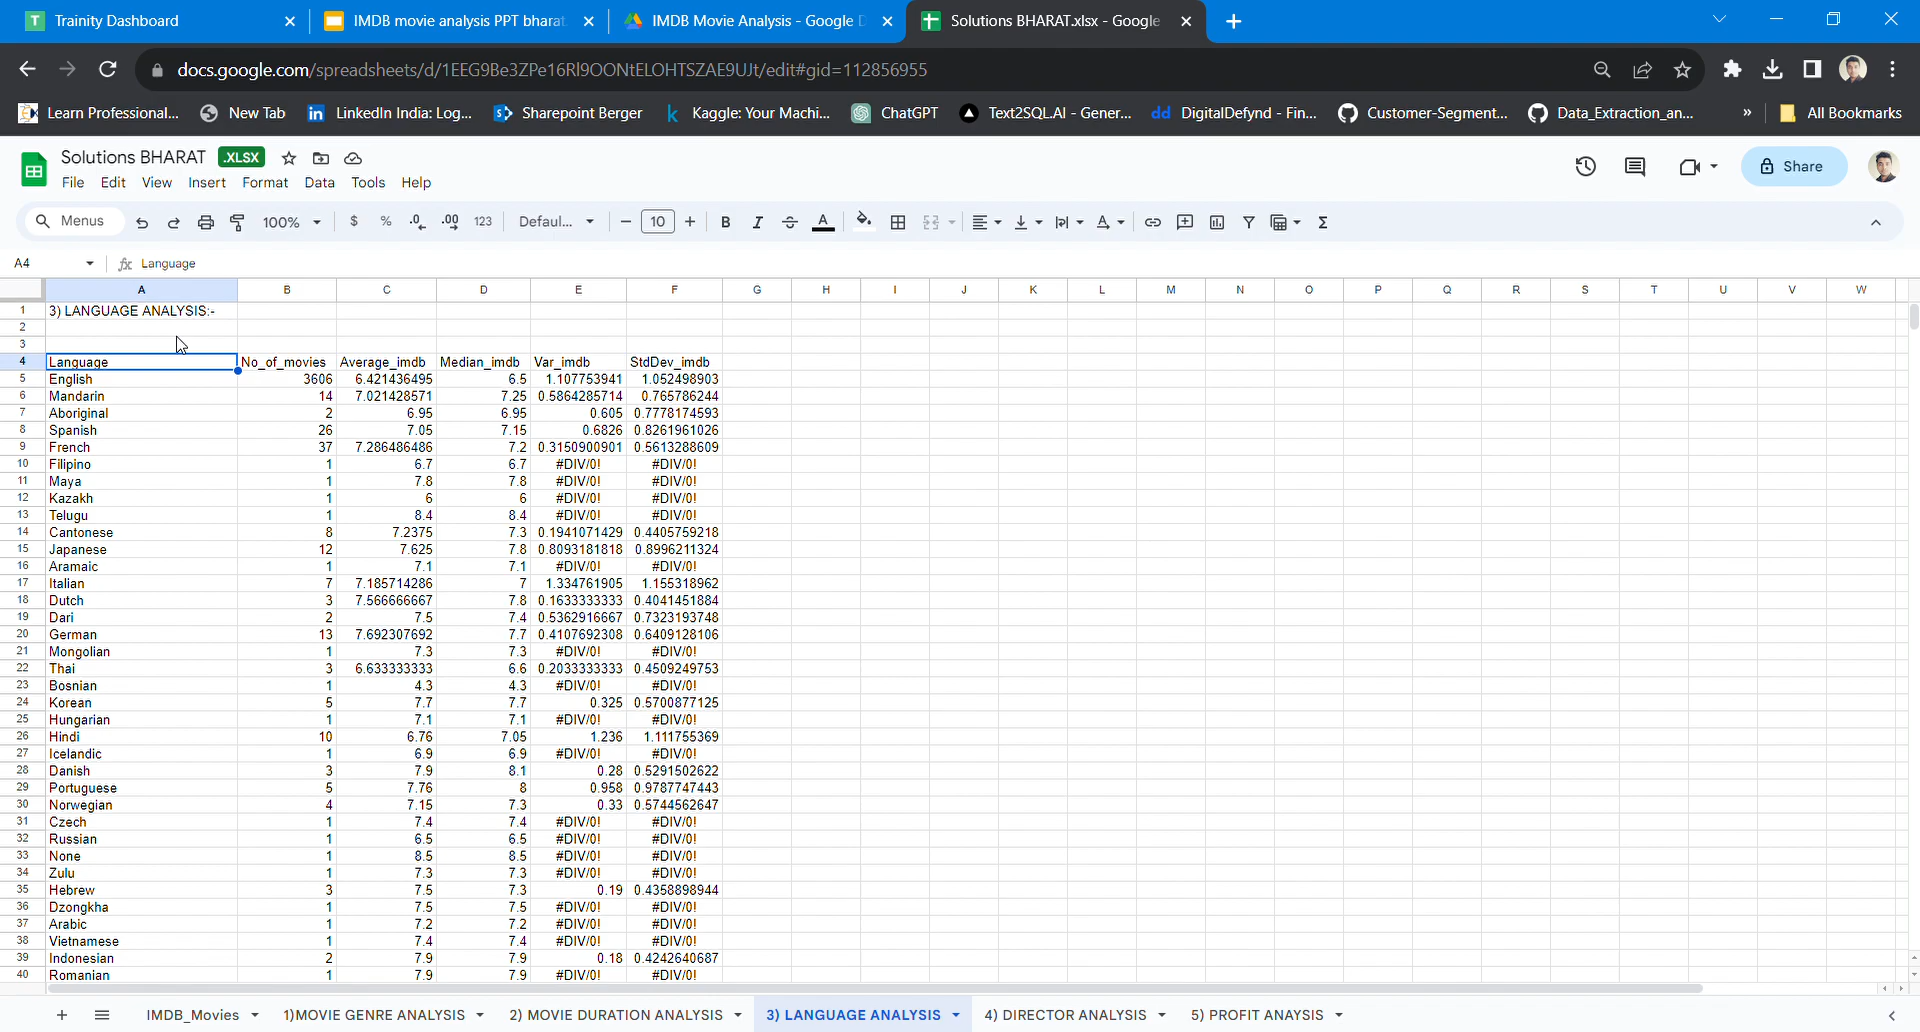 Trainity Dashboard
IMDB movie analysis PPT bharat
IMDB Movie Analysis - Google D
Solutions BHARAT.xlsx - Google
docs.google.com/spreadsheets/d/1EEG9Be3ZPe16Rl9OONtELOHTSZAE9UJt/edit#gid=112856955
Learn Professional... New Tab LinkedIn India: Log... Sharepoint Berger Kaggle: Your Machi... ChatGPT Text2SQL.AI - Gener... DigitalDefynd - Fin... Customer-Segment... Data_Extraction_an... » All Bookmarks
Solutions BHARAT .XLSX
File Edit View Insert Format Data Tools Help
Share
Menus 100% $ % .0 .00 123 Defaul... − 10 + B I A Σ
A4 fx Language
A B C D E F G H I J K L M N O P Q R S T U V W
1 3) LANGUAGE ANALYSIS:-
2
3
4 Language No_of_movies Average_imdb Median_imdb Var_imdb StdDev_imdb
5 English 3606 6.421436495 6.5 1.107753941 1.052498903
6 Mandarin 14 7.021428571 7.25 0.5864285714 0.765786244
7 Aboriginal 2 6.95 6.95 0.605 0.7778174593
8 Spanish 26 7.05 7.15 0.6826 0.8261961026
9 French 37 7.286486486 7.2 0.3150900901 0.5613288609
10 Filipino 1 6.7 6.7 #DIV/0! #DIV/0!
11 Maya 1 7.8 7.8 #DIV/0! #DIV/0!
12 Kazakh 1 6 6 #DIV/0! #DIV/0!
13 Telugu 1 8.4 8.4 #DIV/0! #DIV/0!
14 Cantonese 8 7.2375 7.3 0.1941071429 0.4405759218
15 Japanese 12 7.625 7.8 0.8093181818 0.8996211324
16 Aramaic 1 7.1 7.1 #DIV/0! #DIV/0!
17 Italian 7 7.185714286 7 1.334761905 1.155318962
18 Dutch 3 7.566666667 7.8 0.1633333333 0.4041451884
19 Dari 2 7.5 7.4 0.5362916667 0.7323193748
20 German 13 7.692307692 7.7 0.4107692308 0.6409128106
21 Mongolian 1 7.3 7.3 #DIV/0! #DIV/0!
22 Thai 3 6.633333333 6.6 0.2033333333 0.4509249753
23 Bosnian 1 4.3 4.3 #DIV/0! #DIV/0!
24 Korean 5 7.7 7.7 0.325 0.5700877125
25 Hungarian 1 7.1 7.1 #DIV/0! #DIV/0!
26 Hindi 10 6.76 7.05 1.236 1.111755369
27 Icelandic 1 6.9 6.9 #DIV/0! #DIV/0!
28 Danish 3 7.9 8.1 0.28 0.5291502622
29 Portuguese 5 7.76 8 0.958 0.9787747443
30 Norwegian 4 7.15 7.3 0.33 0.5744562647
31 Czech 1 7.4 7.4 #DIV/0! #DIV/0!
32 Russian 1 6.5 6.5 #DIV/0! #DIV/0!
33 None 1 8.5 8.5 #DIV/0! #DIV/0!
34 Zulu 1 7.3 7.3 #DIV/0! #DIV/0!
35 Hebrew 3 7.5 7.3 0.19 0.4358898944
36 Dzongkha 1 7.5 7.5 #DIV/0! #DIV/0!
37 Arabic 1 7.2 7.2 #DIV/0! #DIV/0!
38 Vietnamese 1 7.4 7.4 #DIV/0! #DIV/0!
39 Indonesian 2 7.9 7.9 0.18 0.4242640687
40 Romanian 1 7.9 7.9 #DIV/0! #DIV/0!
IMDB_Movies 1)MOVIE GENRE ANALYSIS 2) MOVIE DURATION ANALYSIS 3) LANGUAGE ANALYSIS 4) DIRECTOR ANALYSIS 5) PROFIT ANAYSIS